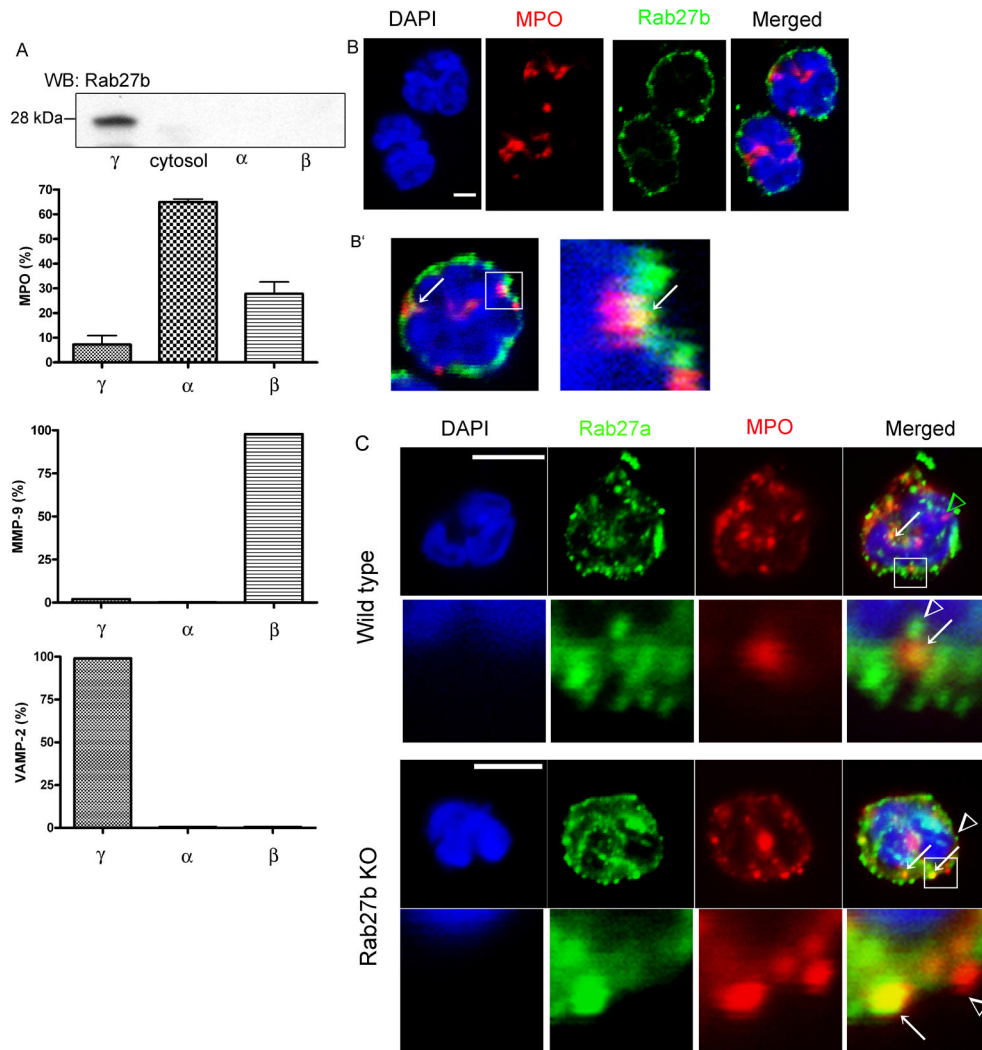 A
WB: Rab27b
28 kDa
γ cytosol α β
70
60
50
40
30
20
10
0
MPO (%)
γ α β
100
75
50
25
0
MMP-9 (%)
γ α β
100
75
50
25
0
VAMP-2 (%)
γ α β
B
DAPI MPO Rab27b Merged
B'
C
DAPI Rab27a MPO Merged
Wild type
Rab27b KO